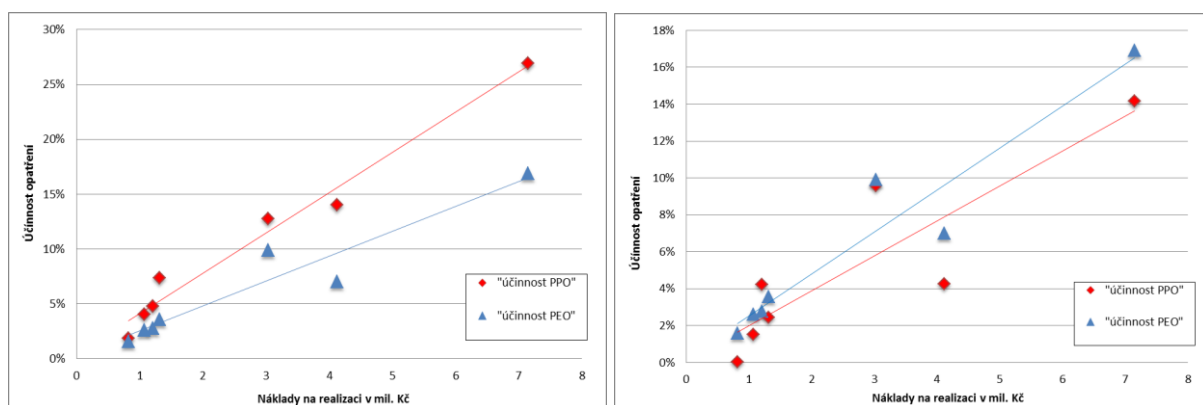 30%
25%
20%
15%
10%
5%
0%
Účinnost opatření
0 1 2 3 4 5 6 7 8
Náklady na realizaci v mil. Kč
"účinnost PPO"
"účinnost PEO"
18%
16%
14%
12%
10%
8%
6%
4%
2%
0%
Účinnost opatření
0 1 2 3 4 5 6 7 8
Náklady na realizaci v mil. Kč
"účinnost PPO"
"účinnost PEO"